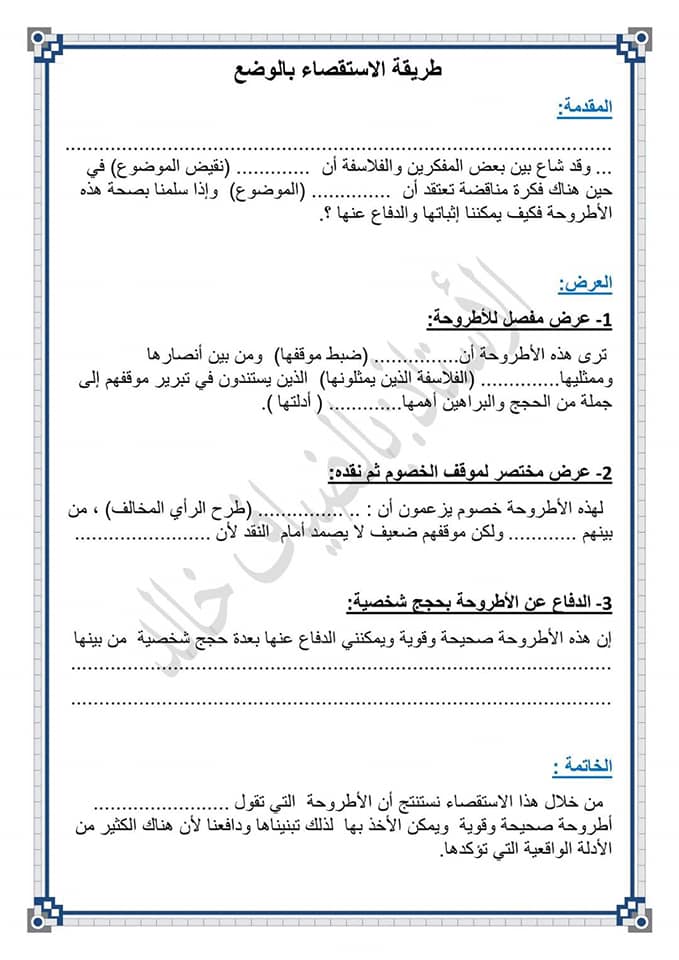 طريقة الاستقصاء بالوضع
المقدمة:
..................................................................................................
... وقد شاع بين بعض المفكرين والفلاسفة أن ............. (نقيض الموضوع) في
حين هناك فكرة مناقضة تعتقد أن .............. (الموضوع) وإذا سلمنا بصحة هذه
الأطروحة فكيف يمكننا إثباتها والدفاع عنها ؟.
العرض:
1- عرض مفصل للأطروحة:
ترى هذه الأطروحة أن............... (ضبط موقفها) ومن بين أنصارها
وممثليها.............. (الفلاسفة الذين يمثلونها) الذين يستندون في تبرير موقفهم إلى
جملة من الحجج والبراهين أهمها............. ( أدلتها ).
2- عرض مختصر لموقف الخصوم ثم نقده:
لهذه الأطروحة خصوم يزعمون أن : .. ............... (طرح الرأي المخالف) ، من
بينهم ............ ولكن موقفهم ضعيف لا يصمد أمام النقد لأن ........................
3- الدفاع عن الأطروحة بحجج شخصية:
إن هذه الأطروحة صحيحة وقوية ويمكنني الدفاع عنها بعدة حجج شخصية من بينها
.................................................................................................
.................................................................................................
الخاتمة :
من خلال هذا الاستقصاء نستنتج أن الأطروحة التي تقول ........................
أطروحة صحيحة وقوية ويمكن الأخذ بها لذلك تبنيناها ودافعنا لأن هناك الكثير من
الأدلة الواقعية التي تؤكدها.